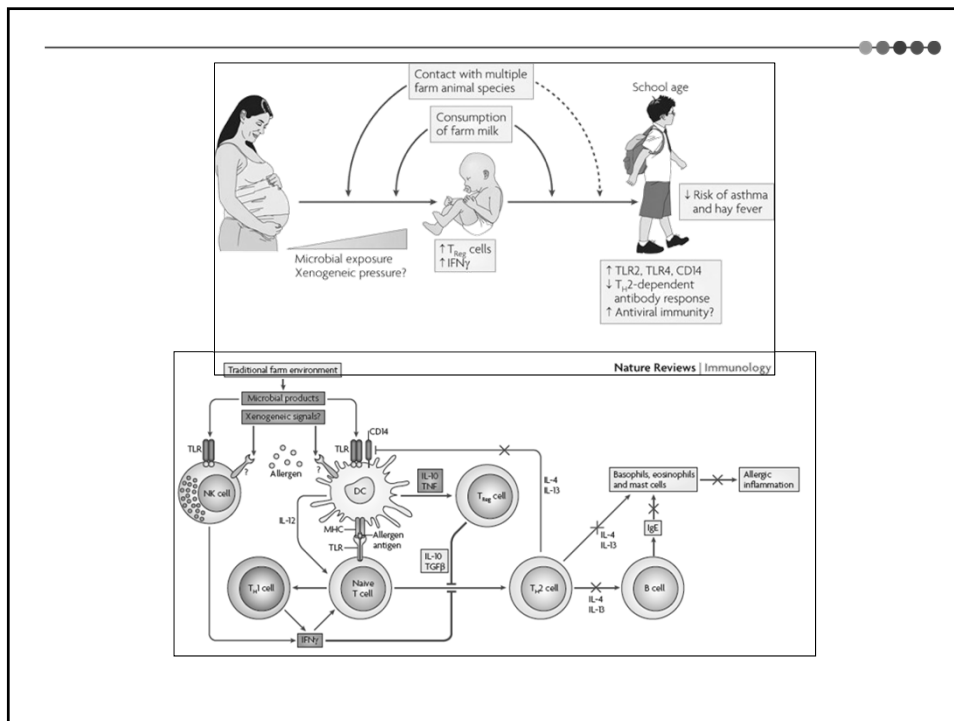 Contact with multiple
farm animal species
School age
Consumption
of farm milk
↓ Risk of asthma
and hay fever
Microbial exposure
Xenogeneic pressure?
↑ TReg cells
↑ IFNγ
↑ TLR2, TLR4, CD14
↓ TH2-dependent
antibody response
↑ Antiviral immunity?
Nature Reviews | Immunology
Traditional farm environment
Microbial products
Xenogeneic signals?
CD14
TLR
TLR
?
Allergen
?
NK cell
DC
IL-10
TNF
TReg cell
IL-4
IL-13
Basophils, eosinophils
and mast cells
Allergic
inflammation
IL-12
MHC
Allergen
antigen
TLR
IL-10
TGFβ
IL-4
IL-13
IgE
TH1 cell
Naive
T cell
TH2 cell
IL-4
IL-13
B cell
IFNγ